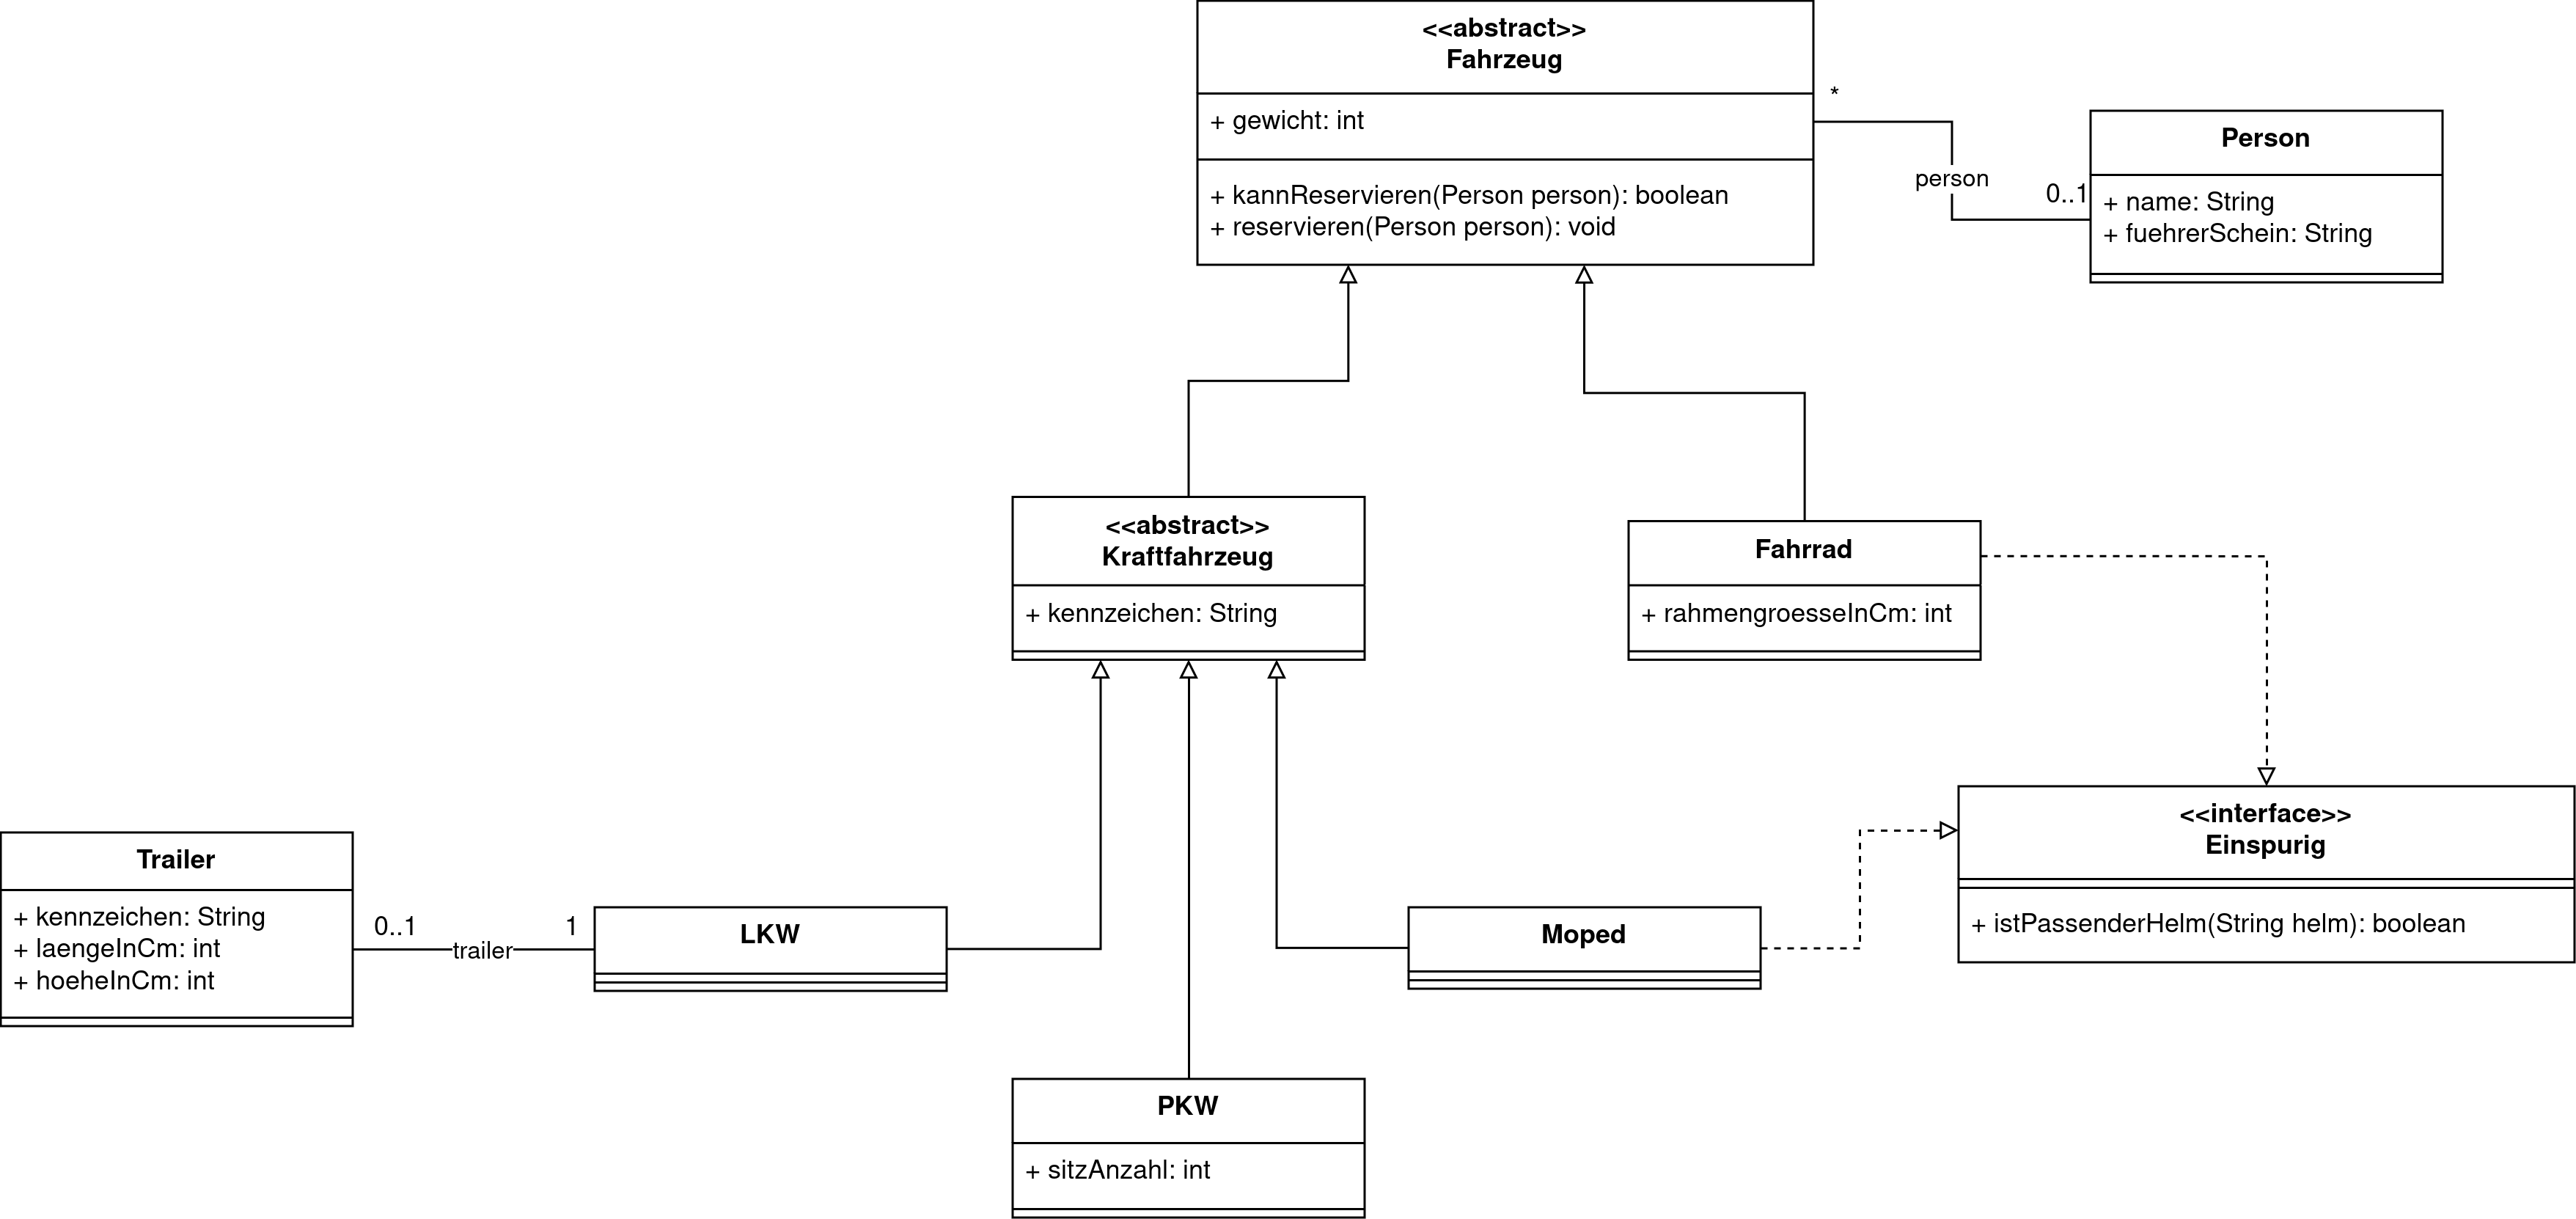 <<abstract>>
Fahrzeug
+ gewicht: int
+ kannReservieren(Person person): boolean
+ reservieren(Person person): void
*
person
0..1
Person
+ name: String
+ fuehrerSchein: String
<<abstract>>
Kraftfahrzeug
+ kennzeichen: String
Fahrrad
+ rahmengroesseInCm: int
Trailer
+ kennzeichen: String
+ laengeInCm: int
+ hoeheInCm: int
0..1
trailer
1
LKW
Moped
<<interface>>
Einspurig
+ istPassenderHelm(String helm): boolean
PKW
+ sitzAnzahl: int